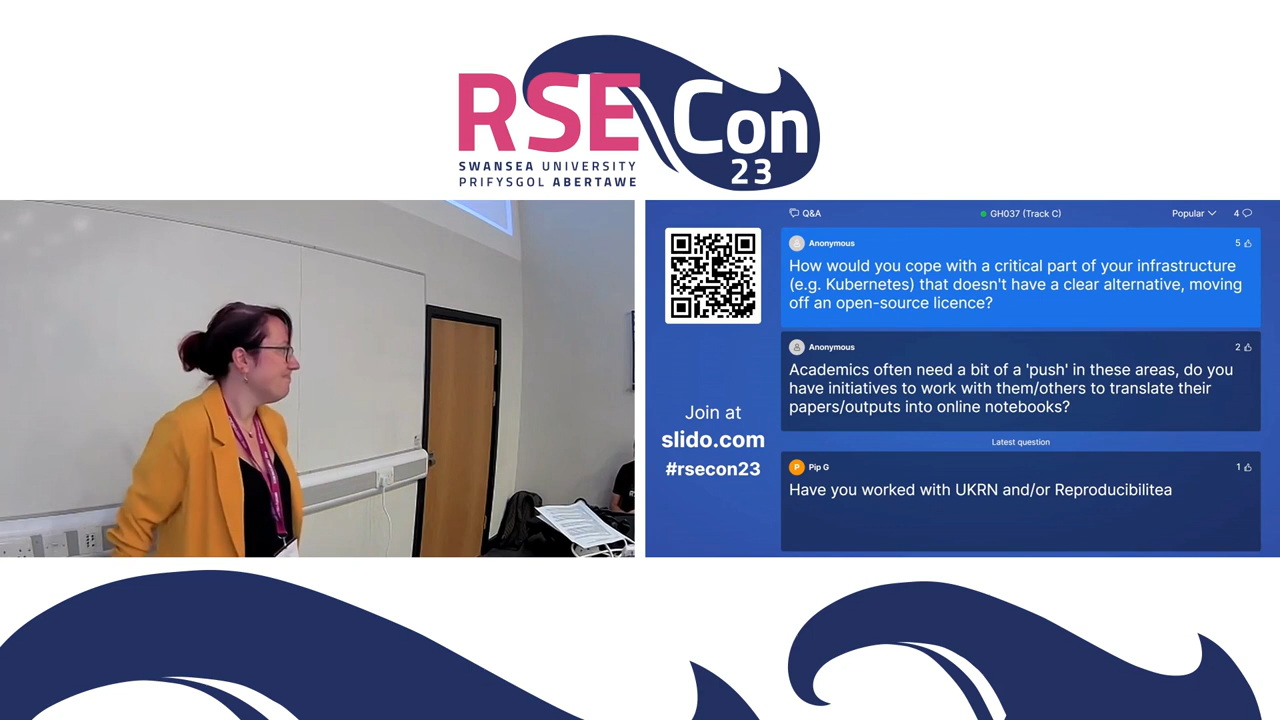 RSE Con
23
SWANSEA UNIVERSITY
PRIFYSGOL ABERTAWE
Q&A
GH037 (Track C)
Popular
4
Anonymous
5
How would you cope with a critical part of your infrastructure
(e.g. Kubernetes) that doesn't have a clear alternative, moving
off an open-source licence?
Anonymous
2
Academics often need a bit of a 'push' in these areas, do you
have initiatives to work with them/others to translate their
papers/outputs into online notebooks?
Join at
slido.com
#rsecon23
Latest question
P
Pip G
1
Have you worked with UKRN and/or Reproducibilitea